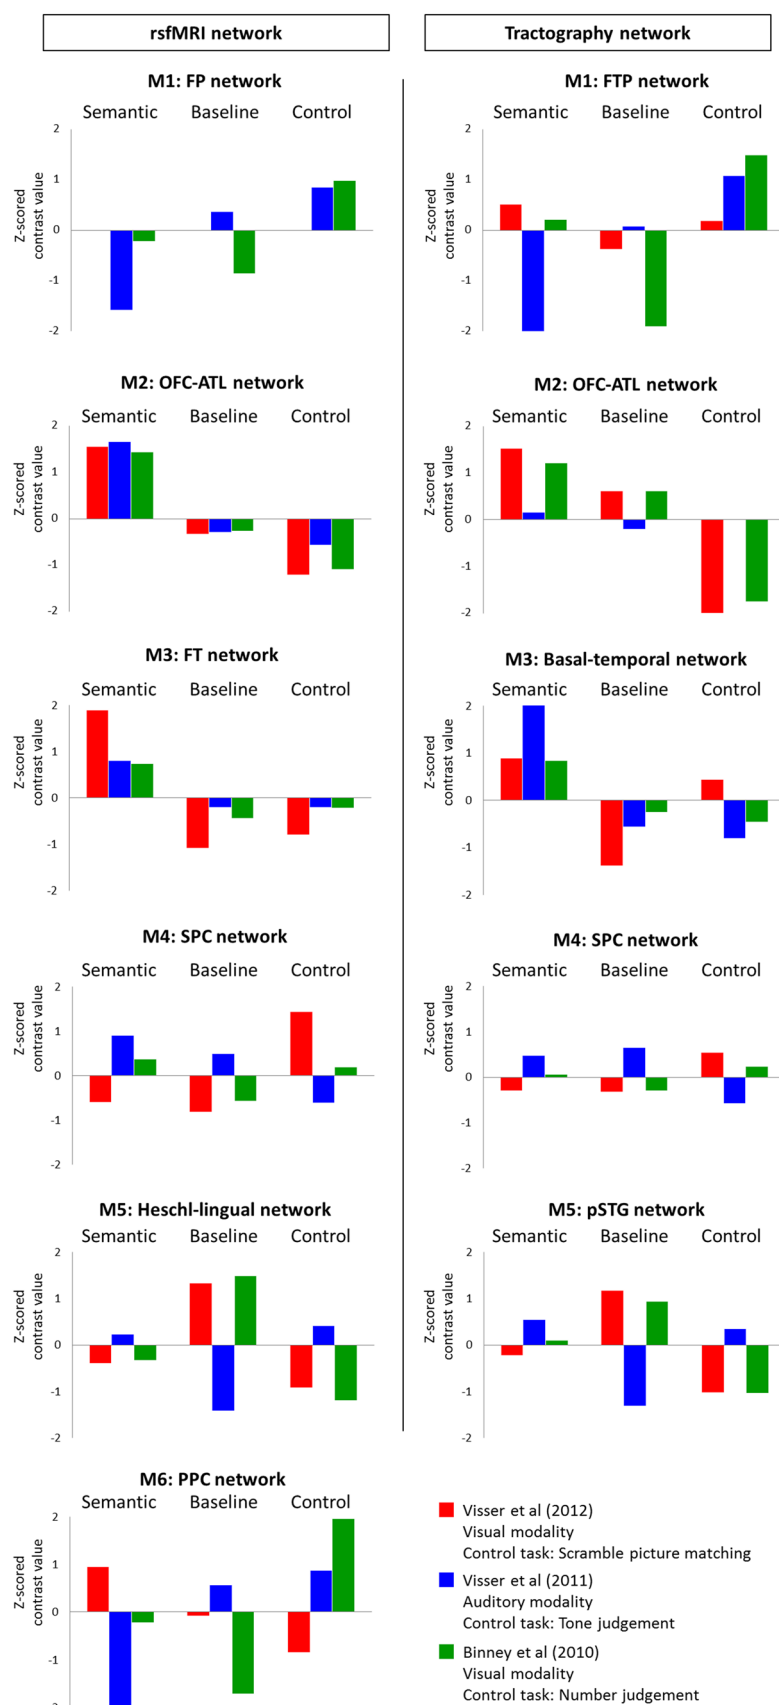 rsfMRI network
Tractography network
M1: FP network
Semantic Baseline Control
Z-scored
contrast value
2
1
0
-1
-2
M1: FTP network
Semantic Baseline Control
Z-scored
contrast value
2
1
0
-1
-2
M2: OFC-ATL network
Semantic Baseline Control
Z-scored
contrast value
2
1
0
-1
-2
M2: OFC-ATL network
Semantic Baseline Control
Z-scored
contrast value
2
1
0
-1
-2
M3: FT network
Semantic Baseline Control
Z-scored
contrast value
2
1
0
-1
-2
M3: Basal-temporal network
Semantic Baseline Control
Z-scored
contrast value
2
1
0
-1
-2
M4: SPC network
Semantic Baseline Control
Z-scored
contrast value
2
1
0
-1
-2
M4: SPC network
Semantic Baseline Control
Z-scored
contrast value
2
1
0
-1
-2
M5: Heschl-lingual network
Semantic Baseline Control
Z-scored
contrast value
2
1
0
-1
-2
M5: pSTG network
Semantic Baseline Control
Z-scored
contrast value
2
1
0
-1
-2
M6: PPC network
Semantic Baseline Control
Z-scored
contrast value
2
1
0
-1
Visser et al (2012)
Visual modality
Control task: Scramble picture matching
Visser et al (2011)
Auditory modality
Control task: Tone judgement
Binney et al (2010)
Visual modality
Control task: Number judgement